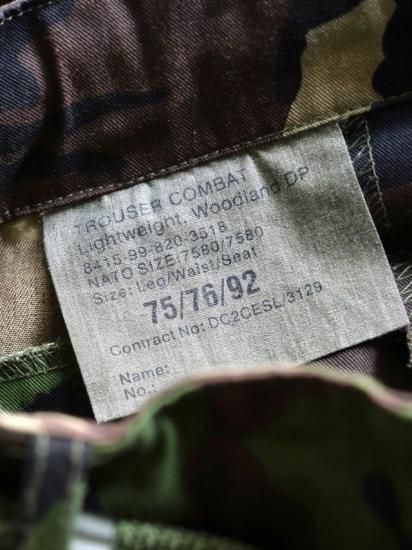 TROUSER COMBAT
Lightweight, Woodland DP
8415-99-820-3518
NATO SIZE:7580/7580
Size: Leg/Waist/Seat
75/76/92
Contract No: DC2CESL/3129
Name:
No.: